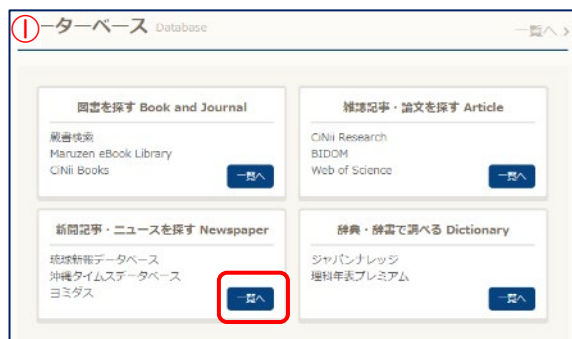 ①
ーターベース Database
一覧へ >
図書を探す Book and Journal
蔵書検索
Maruzen eBook Library
CiNii Books
一覧へ
雑誌記事・論文を探す Article
CiNii Research
BIDOM
Web of Science
一覧へ
新聞記事・ニュースを探す Newspaper
琉球新報データベース
沖縄タイムスデータベース
ヨミダス
一覧へ
辞典・辞書で調べる Dictionary
ジャパンナレッジ
理科年表プレミアム
一覧へ